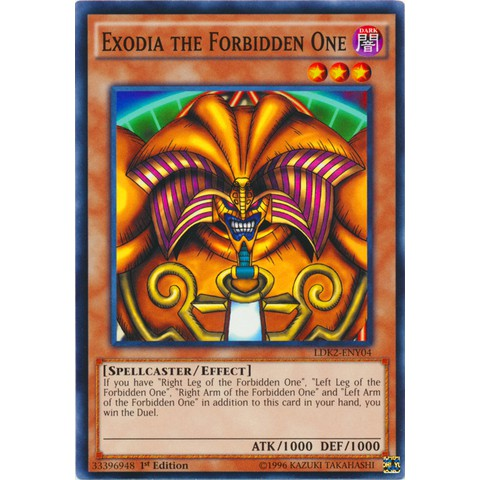 EXODIA THE FORBIDDEN ONE
DARK
闇
LDK2-ENY04
[SPELLCASTER/EFFECT]
If you have "Right Leg of the Forbidden One", "Left Leg of
the Forbidden One", "Right Arm of the Forbidden One" and "Left Arm
of the Forbidden One" in addition to this card in your hand, you
win the Duel.
ATK/1000 DEF/1000
33396948 1st Edition ©1996 KAZUKI TAKAHASHI